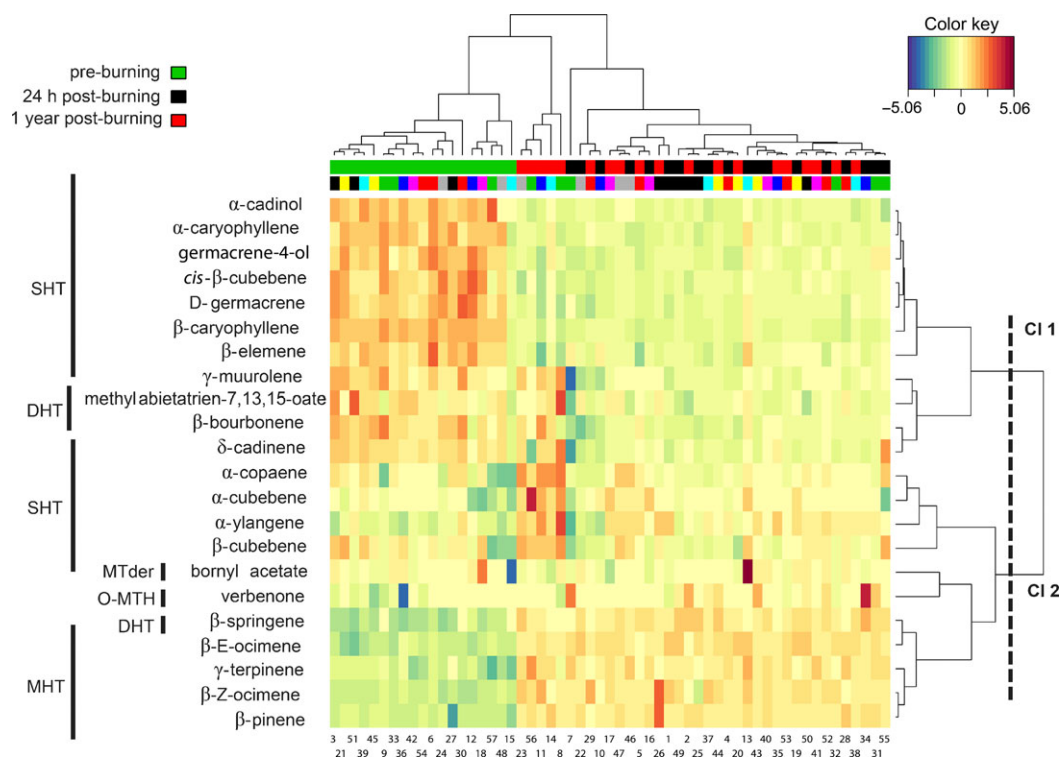 Color key
−5.06 0 5.06
pre-burning
24 h post-burning
1 year post-burning
α-cadinol
α-caryophyllene
germacrene-4-ol
cis-β-cubebene
D- germacrene
β-caryophyllene
β-elemene
γ-muurolene
methyl abietatrien-7,13,15-oate
β-bourbonene
δ-cadinene
α-copaene
α-cubebene
α-ylangene
β-cubebene
bornyl acetate
verbenone
β-springene
β-E-ocimene
γ-terpinene
β-Z-ocimene
β-pinene
SHT
DHT
SHT
MTder
O-MTH
DHT
MHT
Cl 1
Cl 2
3 51 45 33 42 6 27 12 57 15 56 14 7 29 17 46 16 1 2 37 4 13 40 53 50 52 28 34 55
21 39 9 36 54 24 30 18 48 23 11 8 22 10 47 5 26 49 25 44 20 43 35 19 41 32 38 31